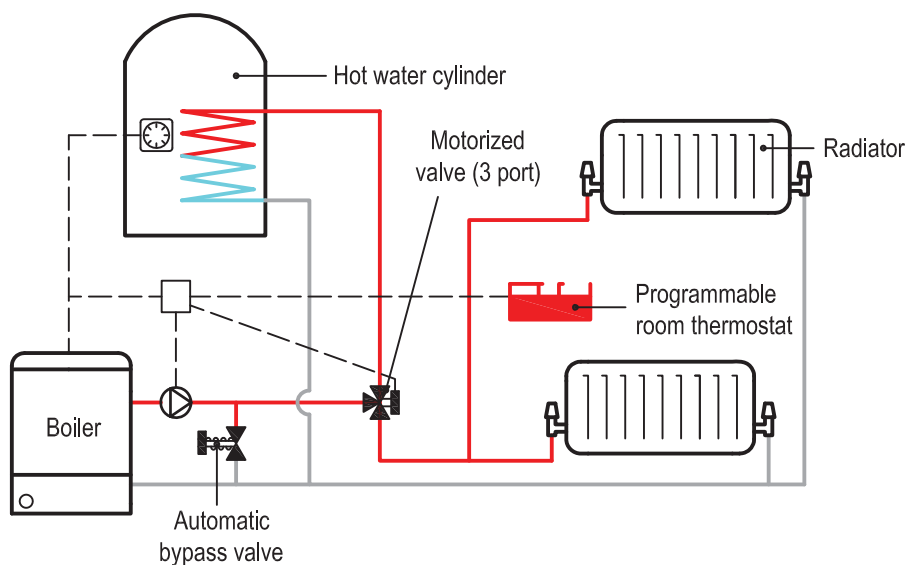 Hot water cylinder
Motorized
valve (3 port)
Radiator
Programmable
room thermostat
Boiler
Automatic
bypass valve